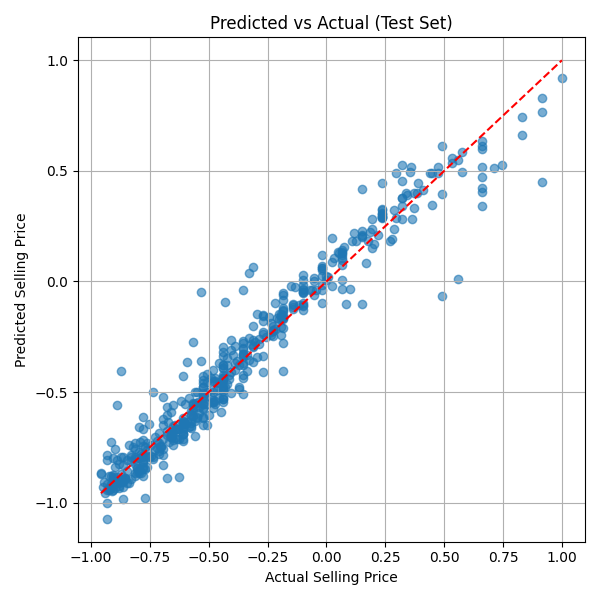 Predicted vs Actual (Test Set)
1.0
0.5
0.0
−0.5
−1.0
Predicted Selling Price
−1.00 −0.75 −0.50 −0.25 0.00 0.25 0.50 0.75 1.00
Actual Selling Price